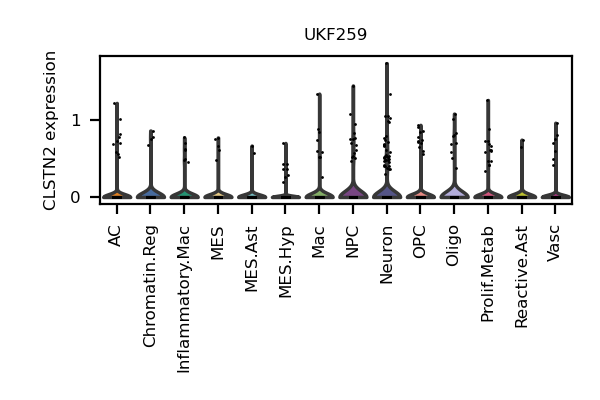 UKF259
CLSTN2 expression
1
0
AC
Chromatin.Reg
Inflammatory.Mac
MES
MES.Ast
MES.Hyp
Mac
NPC
Neuron
OPC
Oligo
Prolif.Metab
Reactive.Ast
Vasc